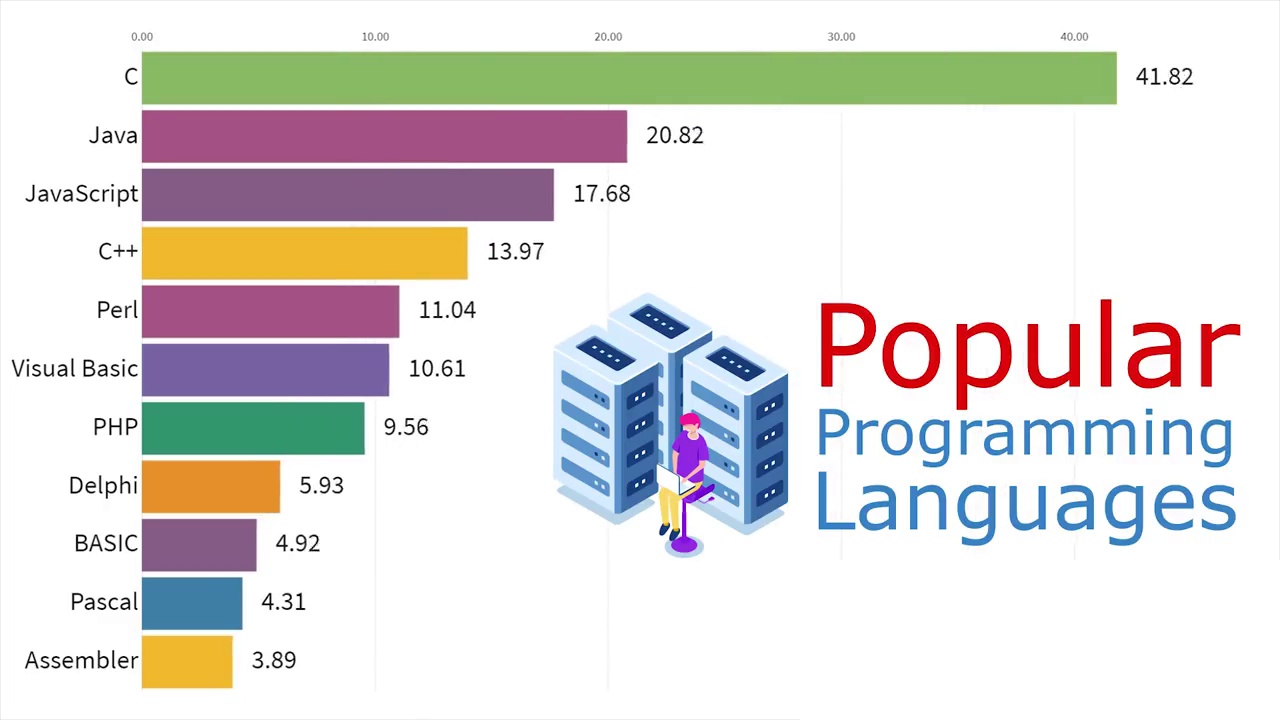 0.00 10.00 20.00 30.00 40.00
C 41.82
Java 20.82
JavaScript 17.68
C++ 13.97
Perl 11.04
Visual Basic 10.61
PHP 9.56
Delphi 5.93
BASIC 4.92
Pascal 4.31
Assembler 3.89
Popular
Programming
Languages